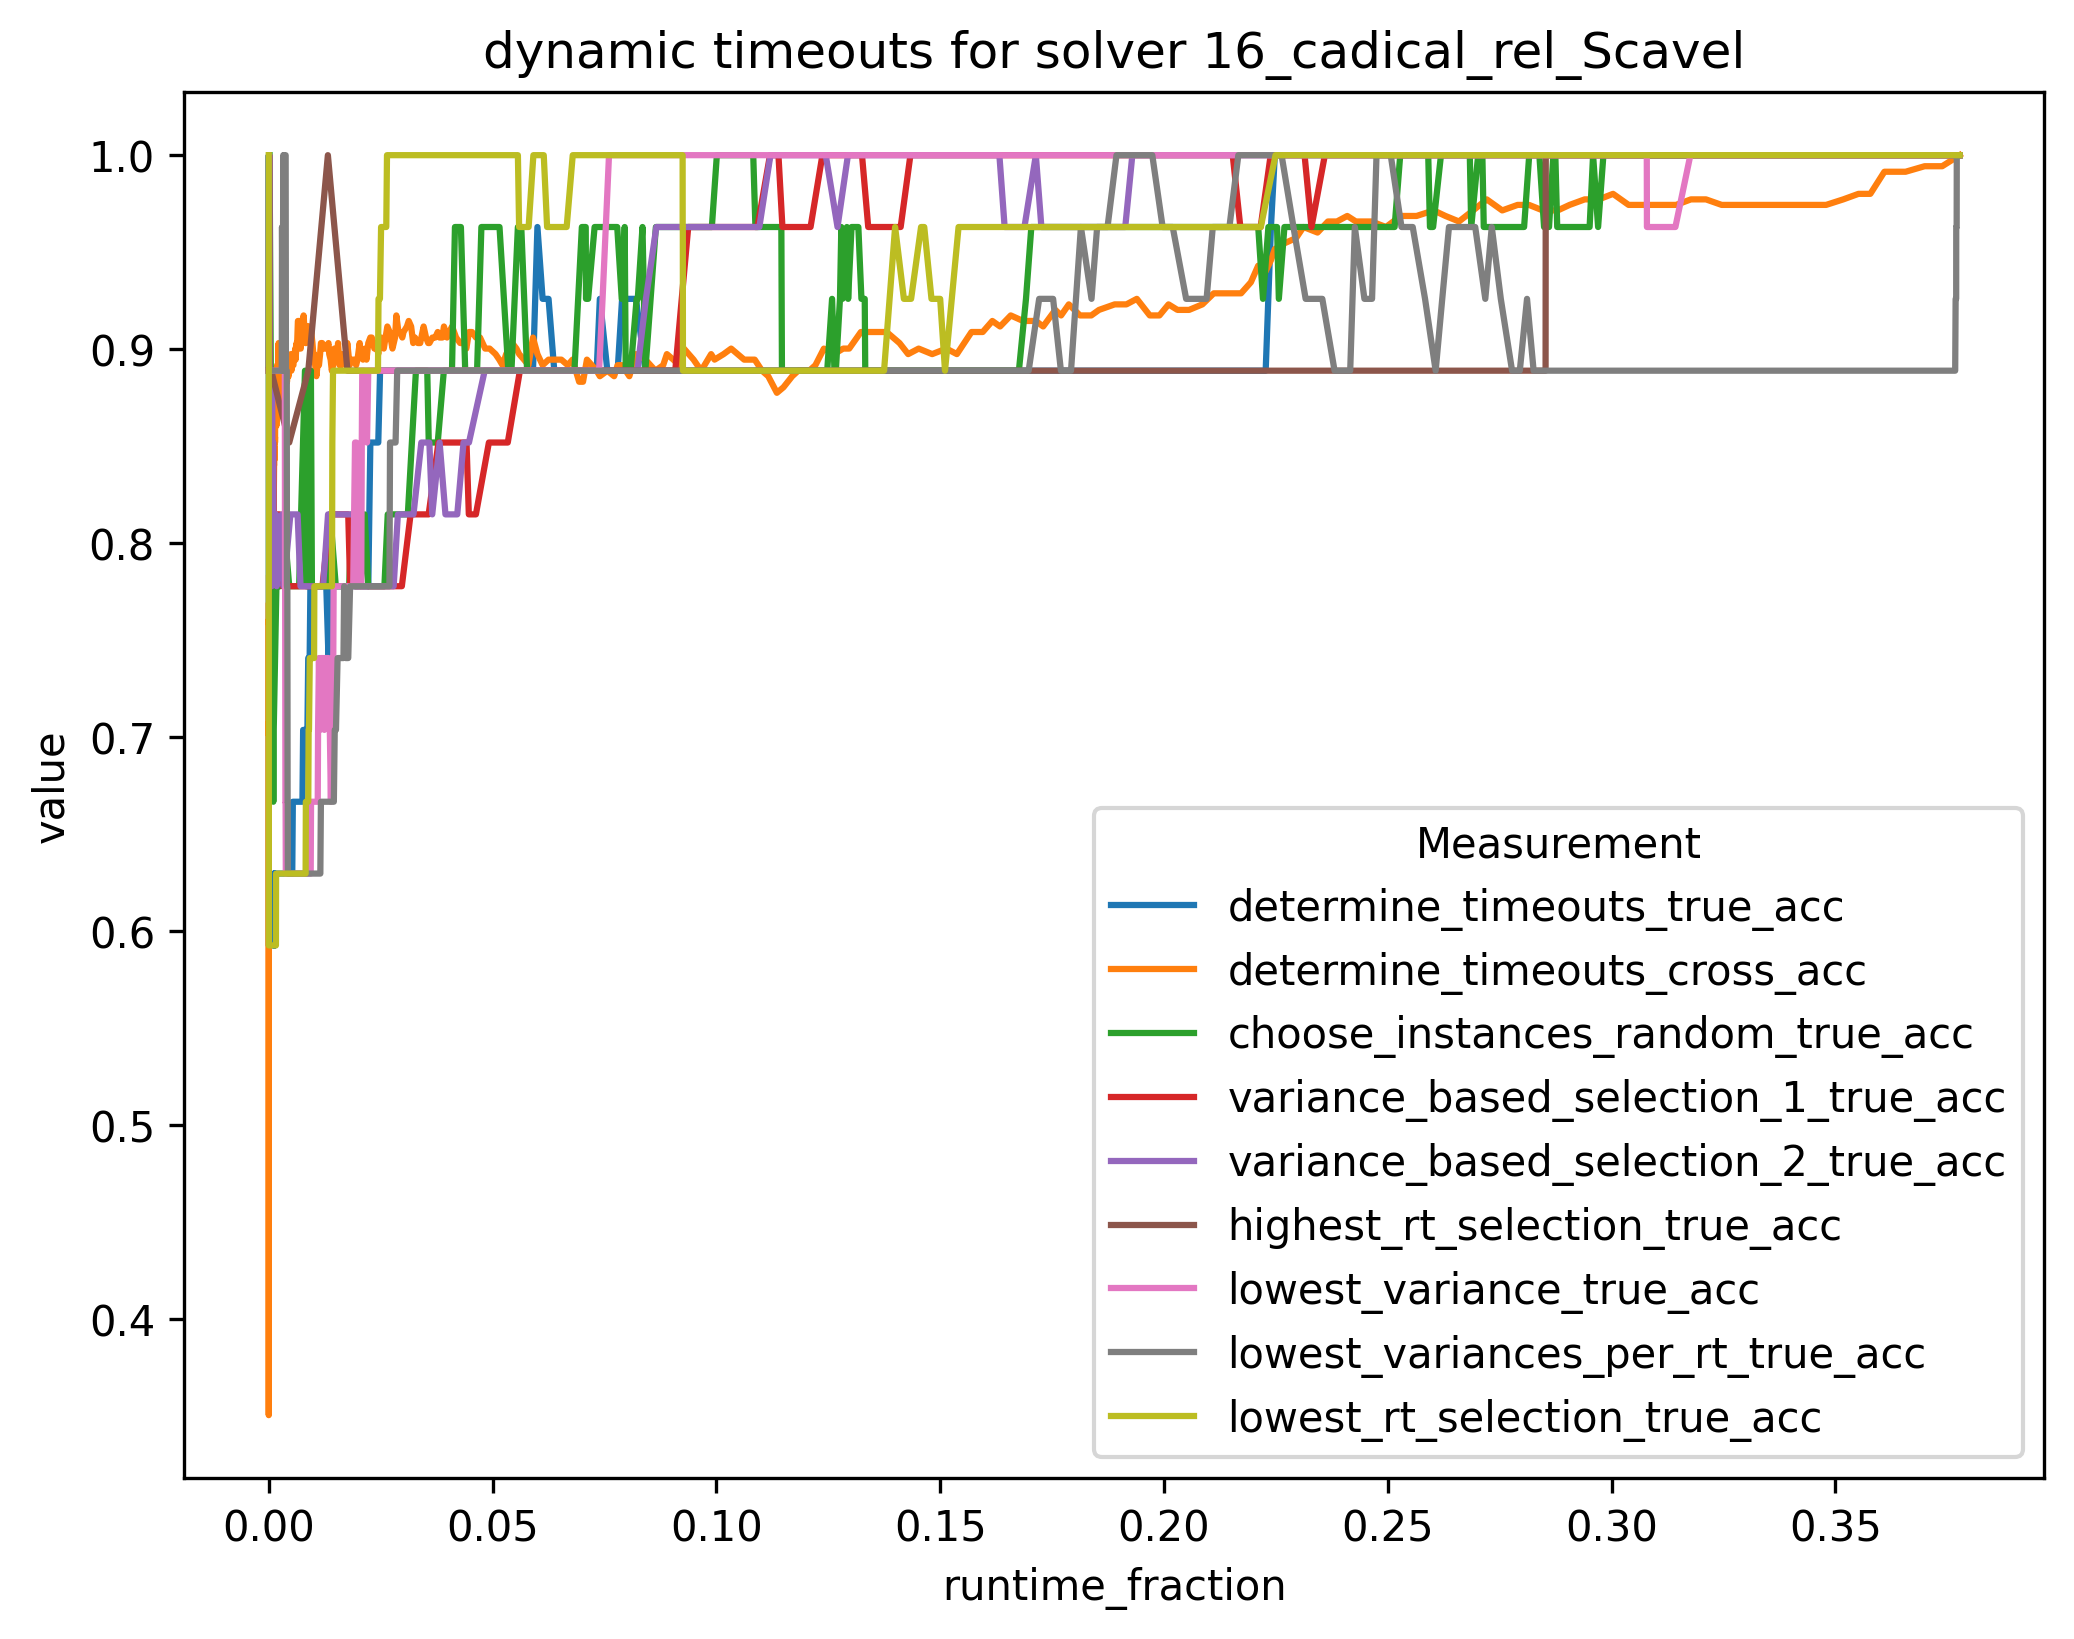 dynamic timeouts for solver 16_cadical_rel_Scavel
1.0
0.9
0.8
0.7
0.6
0.5
0.4
value
Measurement
determine_timeouts_true_acc
determine_timeouts_cross_acc
choose_instances_random_true_acc
variance_based_selection_1_true_acc
variance_based_selection_2_true_acc
highest_rt_selection_true_acc
lowest_variance_true_acc
lowest_variances_per_rt_true_acc
lowest_rt_selection_true_acc
0.00 0.05 0.10 0.15 0.20 0.25 0.30 0.35
runtime_fraction